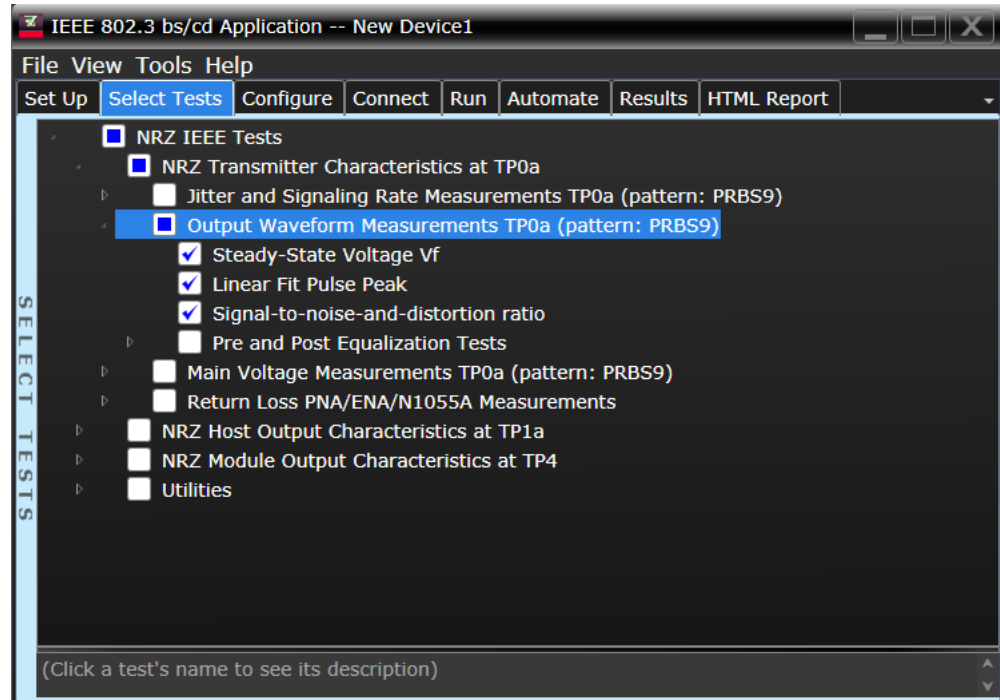 IEEE 802.3 bs/cd Application -- New Device1
File View Tools Help
Set Up Select Tests Configure Connect Run Automate Results HTML Report
NRZ IEEE Tests
NRZ Transmitter Characteristics at TP0a
Jitter and Signaling Rate Measurements TP0a (pattern: PRBS9)
Output Waveform Measurements TP0a (pattern: PRBS9)
Steady-State Voltage Vf
Linear Fit Pulse Peak
Signal-to-noise-and-distortion ratio
Pre and Post Equalization Tests
Main Voltage Measurements TP0a (pattern: PRBS9)
Return Loss PNA/ENA/N1055A Measurements
NRZ Host Output Characteristics at TP1a
NRZ Module Output Characteristics at TP4
Utilities
SELECT TESTS
(Click a test's name to see its description)